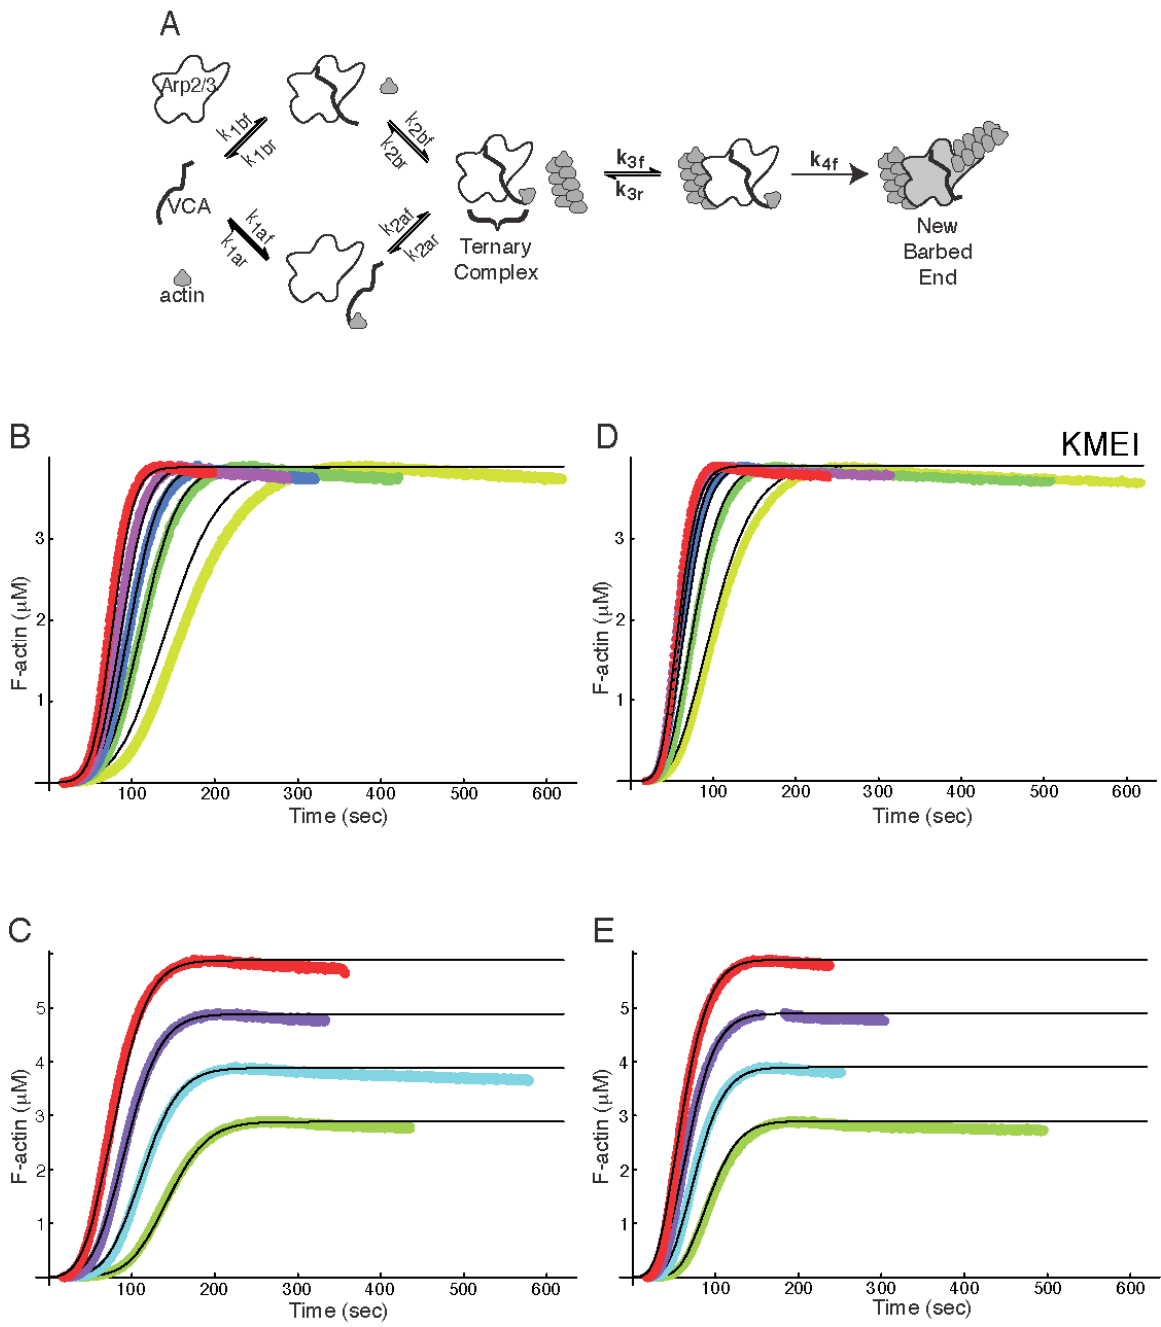 A
Arp2/3
k1bf
k1br
k2bf
k2br
VCA
k1af
k1ar
k2af
k2ar
actin
Ternary
Complex
k3f
k3r
k4f
New
Barbed
End
B
3
2
1
F-actin (μM)
100 200 300 400 500 600
Time (sec)
D
KMEI
3
2
1
F-actin (μM)
100 200 300 400 500 600
Time (sec)
C
5
4
3
2
1
F-actin (μM)
100 200 300 400 500 600
Time (sec)
E
5
4
3
2
1
F-actin (μM)
100 200 300 400 500 600
Time (sec)